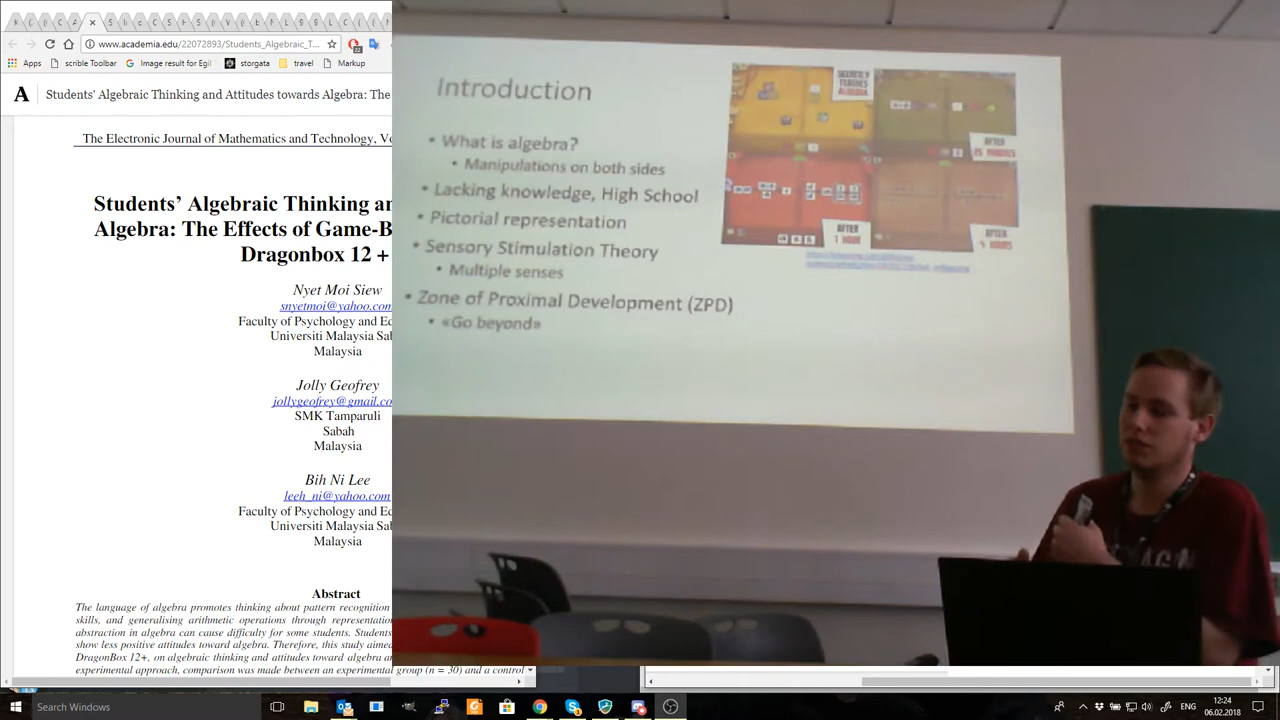 www.academia.edu/22072893/Students_Algebraic_T...
Apps
scrible Toolbar
Image result for Egil
storgata
travel
Markup
A
Students' Algebraic Thinking and Attitudes towards Algebra: The
The Electronic Journal of Mathematics and Technology, Vo
Students' Algebraic Thinking an
Algebra: The Effects of Game-B
Dragonbox 12 +
Nyet Moi Siew
snyetmoi@yahoo.com
Faculty of Psychology and Ed
Universiti Malaysia Sab
Malaysia
Jolly Geofrey
jollygeofrey@gmail.co
SMK Tamparuli
Sabah
Malaysia
Bih Ni Lee
leeh_ni@yahoo.com
Faculty of Psychology and Ed
Universiti Malaysia Sab
Malaysia
Abstract
The language of algebra promotes thinking about pattern recognition
skills, and generalising arithmetic operations through representation
abstraction in algebra can cause difficulty for some students. Students
show less positive attitudes toward algebra. Therefore, this study aimed
DragonBox 12+, on algebraic thinking and attitudes toward algebra a
experimental approach, comparison was made between an experimental group (n = 30) and a control
Introduction
• What is algebra?
• Manipulations on both sides
• Lacking knowledge, High School
• Pictorial representation
• Sensory Stimulation Theory
• Multiple senses
• Zone of Proximal Development (ZPD)
• «Go beyond»
SECRETLY
TEACHES
ALGEBRA
AFTER
AFTER
1 HOUR
AFTER
HOURS
Search Windows
ENG
12:24
06.02.2018